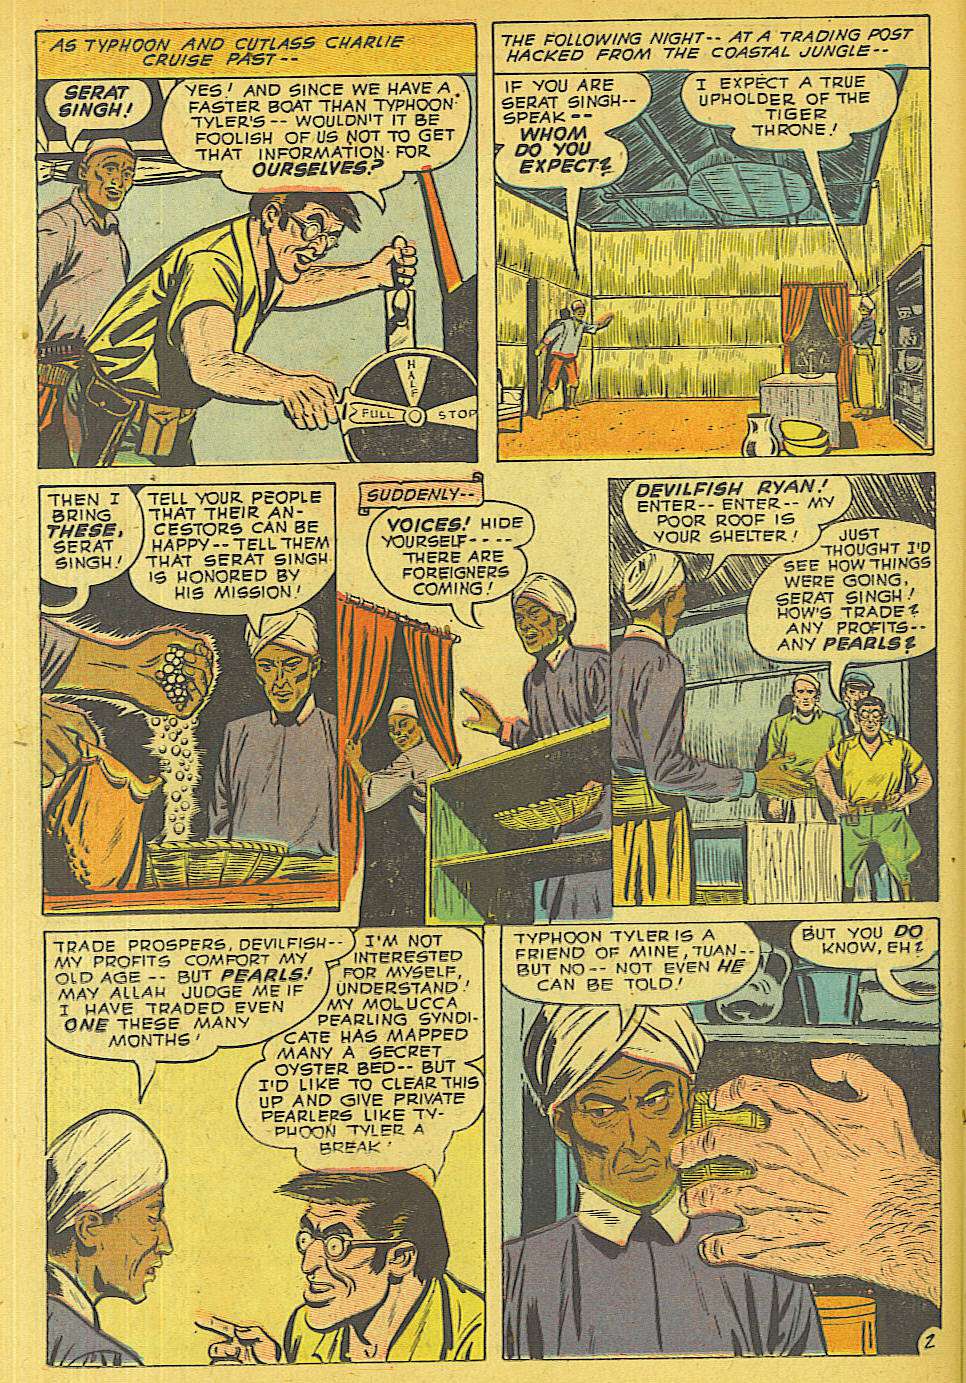 AS TYPHOON AND CUTLASS CHARLIE
CRUISE PAST--
SERAT
SINGH!
YES! AND SINCE WE HAVE A
FASTER BOAT THAN TYPHOON
TYLER'S-- WOULDN'T IT BE
FOOLISH OF US NOT TO GET
THAT INFORMATION FOR
OURSELVES?
HALF
FULL
STOP
THE FOLLOWING NIGHT-- AT A TRADING POST
HACKED FROM THE COASTAL JUNGLE--
IF YOU ARE
SERAT SINGH--
SPEAK--
WHOM
DO YOU
EXPECT?
I EXPECT A TRUE
UPHOLDER OF THE
TIGER
THRONE!
THEN I
BRING
THESE,
SERAT
SINGH!
TELL YOUR PEOPLE
THAT THEIR AN-
CESTORS CAN BE
HAPPY-- TELL THEM
THAT SERAT SINGH
IS HONORED BY
HIS MISSION!
SUDDENLY--
VOICES! HIDE
YOURSELF----
THERE ARE
FOREIGNERS
COMING!
DEVILFISH RYAN!
ENTER-- ENTER-- MY
POOR ROOF IS
YOUR SHELTER!
JUST
THOUGHT I'D
SEE HOW THINGS
WERE GOING,
SERAT SINGH!
HOW'S TRADE?
ANY PROFITS--
ANY PEARLS?
TRADE PROSPERS, DEVILFISH--
MY PROFITS COMFORT MY
OLD AGE-- BUT PEARLS!
MAY ALLAH JUDGE ME IF
I HAVE TRADED EVEN
ONE THESE MANY
MONTHS!
I'M NOT
INTERESTED
FOR MYSELF,
UNDERSTAND!
MY MOLUCCA
PEARLING SYNDI-
CATE HAS MAPPED
MANY A SECRET
OYSTER BED-- BUT
I'D LIKE TO CLEAR THIS
UP AND GIVE PRIVATE
PEARLERS LIKE TY-
PHOON TYLER A
BREAK!
TYPHOON TYLER IS A
FRIEND OF MINE, TUAN--
BUT NO-- NOT EVEN HE
CAN BE TOLD!
BUT YOU DO
KNOW, EH?
2